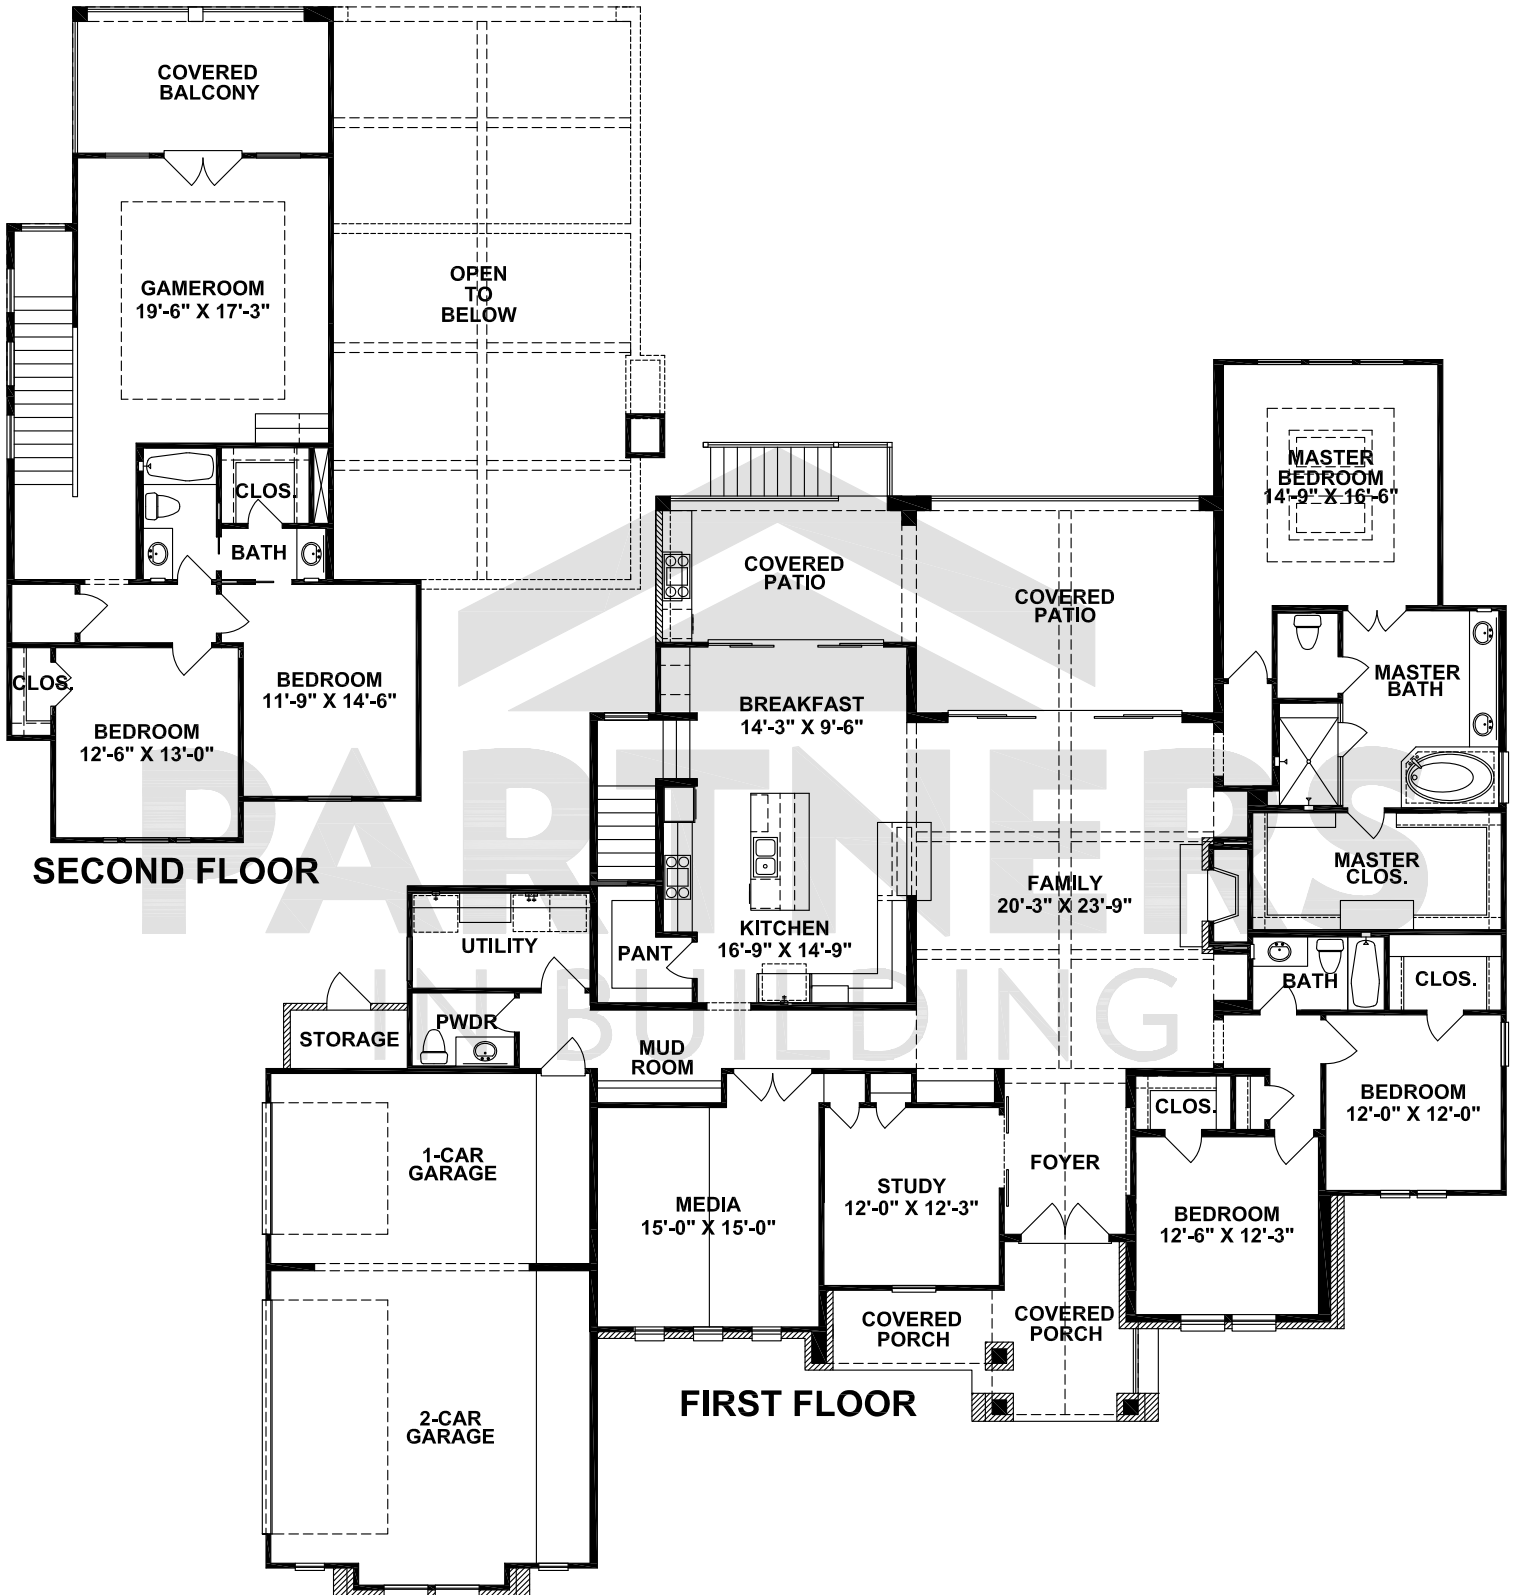 COVERED
BALCONY
GAMEROOM
19'-6" X 17'-3"
OPEN
TO
BELOW
CLOS.
BATH
BEDROOM
11'-9" X 14'-6"
CLOS.
BEDROOM
12'-6" X 13'-0"
SECOND FLOOR
MASTER
BEDROOM
14'-9" X 16'-6"
COVERED
PATIO
COVERED
PATIO
MASTER
BATH
BREAKFAST
14'-3" X 9'-6"
PARTNERS
IN BUILDING
MASTER
CLOS.
FAMILY
20'-3" X 23'-9"
KITCHEN
16'-9" X 14'-9"
UTILITY
PANT
BATH
CLOS.
STORAGE
PWDR
MUD
ROOM
BEDROOM
12'-0" X 12'-0"
CLOS.
1-CAR
GARAGE
FOYER
STUDY
12'-0" X 12'-3"
MEDIA
15'-0" X 15'-0"
BEDROOM
12'-6" X 12'-3"
COVERED
PORCH
COVERED
PORCH
FIRST FLOOR
2-CAR
GARAGE